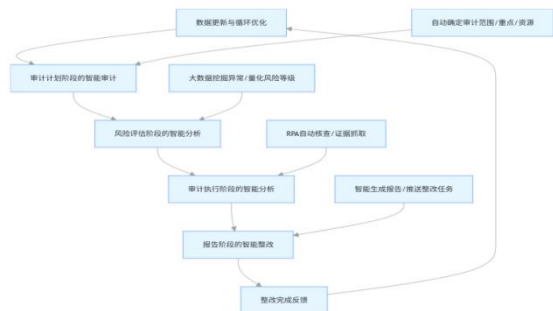 数据更新与循环优化
自动确定审计范围/重点/资源
审计计划阶段的智能审计
大数据挖掘异常/量化风险等级
风险评估阶段的智能分析
RPA自动核查/证据抓取
审计执行阶段的智能分析
智能生成报告/推送整改任务
报告阶段的智能整改
整改完成反馈